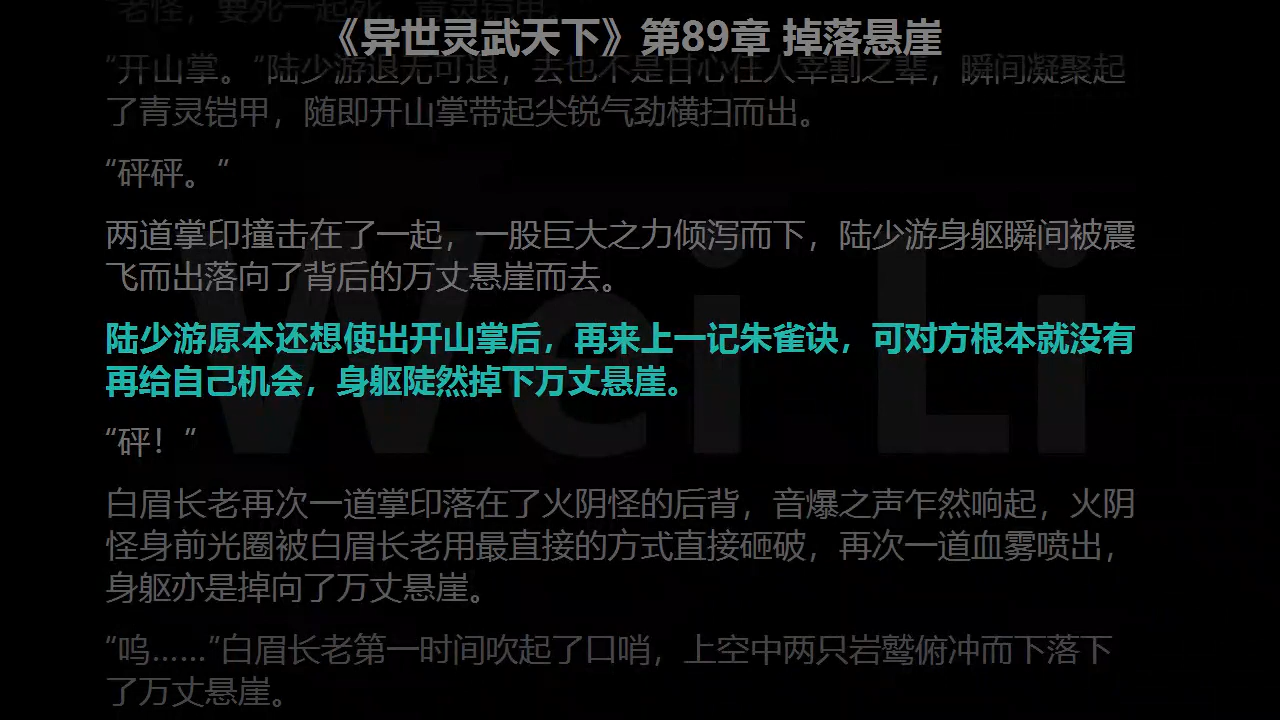 “老怪，要死一起死，青灵铠甲。”
《异世灵武天下》第89章 掉落悬崖
“开山掌。“陆少游退无可退，去也不是甘心任人宰割之辈，瞬间凝聚起
了青灵铠甲，随即开山掌带起尖锐气劲横扫而出。
“砰砰。”
两道掌印撞击在了一起，一股巨大之力倾泻而下，陆少游身躯瞬间被震
飞而出落向了背后的万丈悬崖而去。
陆少游原本还想使出开山掌后，再来上一记朱雀诀，可对方根本就没有
再给自己机会，身躯陡然掉下万丈悬崖。
“砰！”
白眉长老再次一道掌印落在了火阴怪的后背，音爆之声乍然响起，火阴
怪身前光圈被白眉长老用最直接的方式直接砸破，再次一道血雾喷出，
身躯亦是掉向了万丈悬崖。
“呜……”白眉长老第一时间吹起了口哨，上空中两只岩鹫俯冲而下落下
了万丈悬崖。
Wei Li